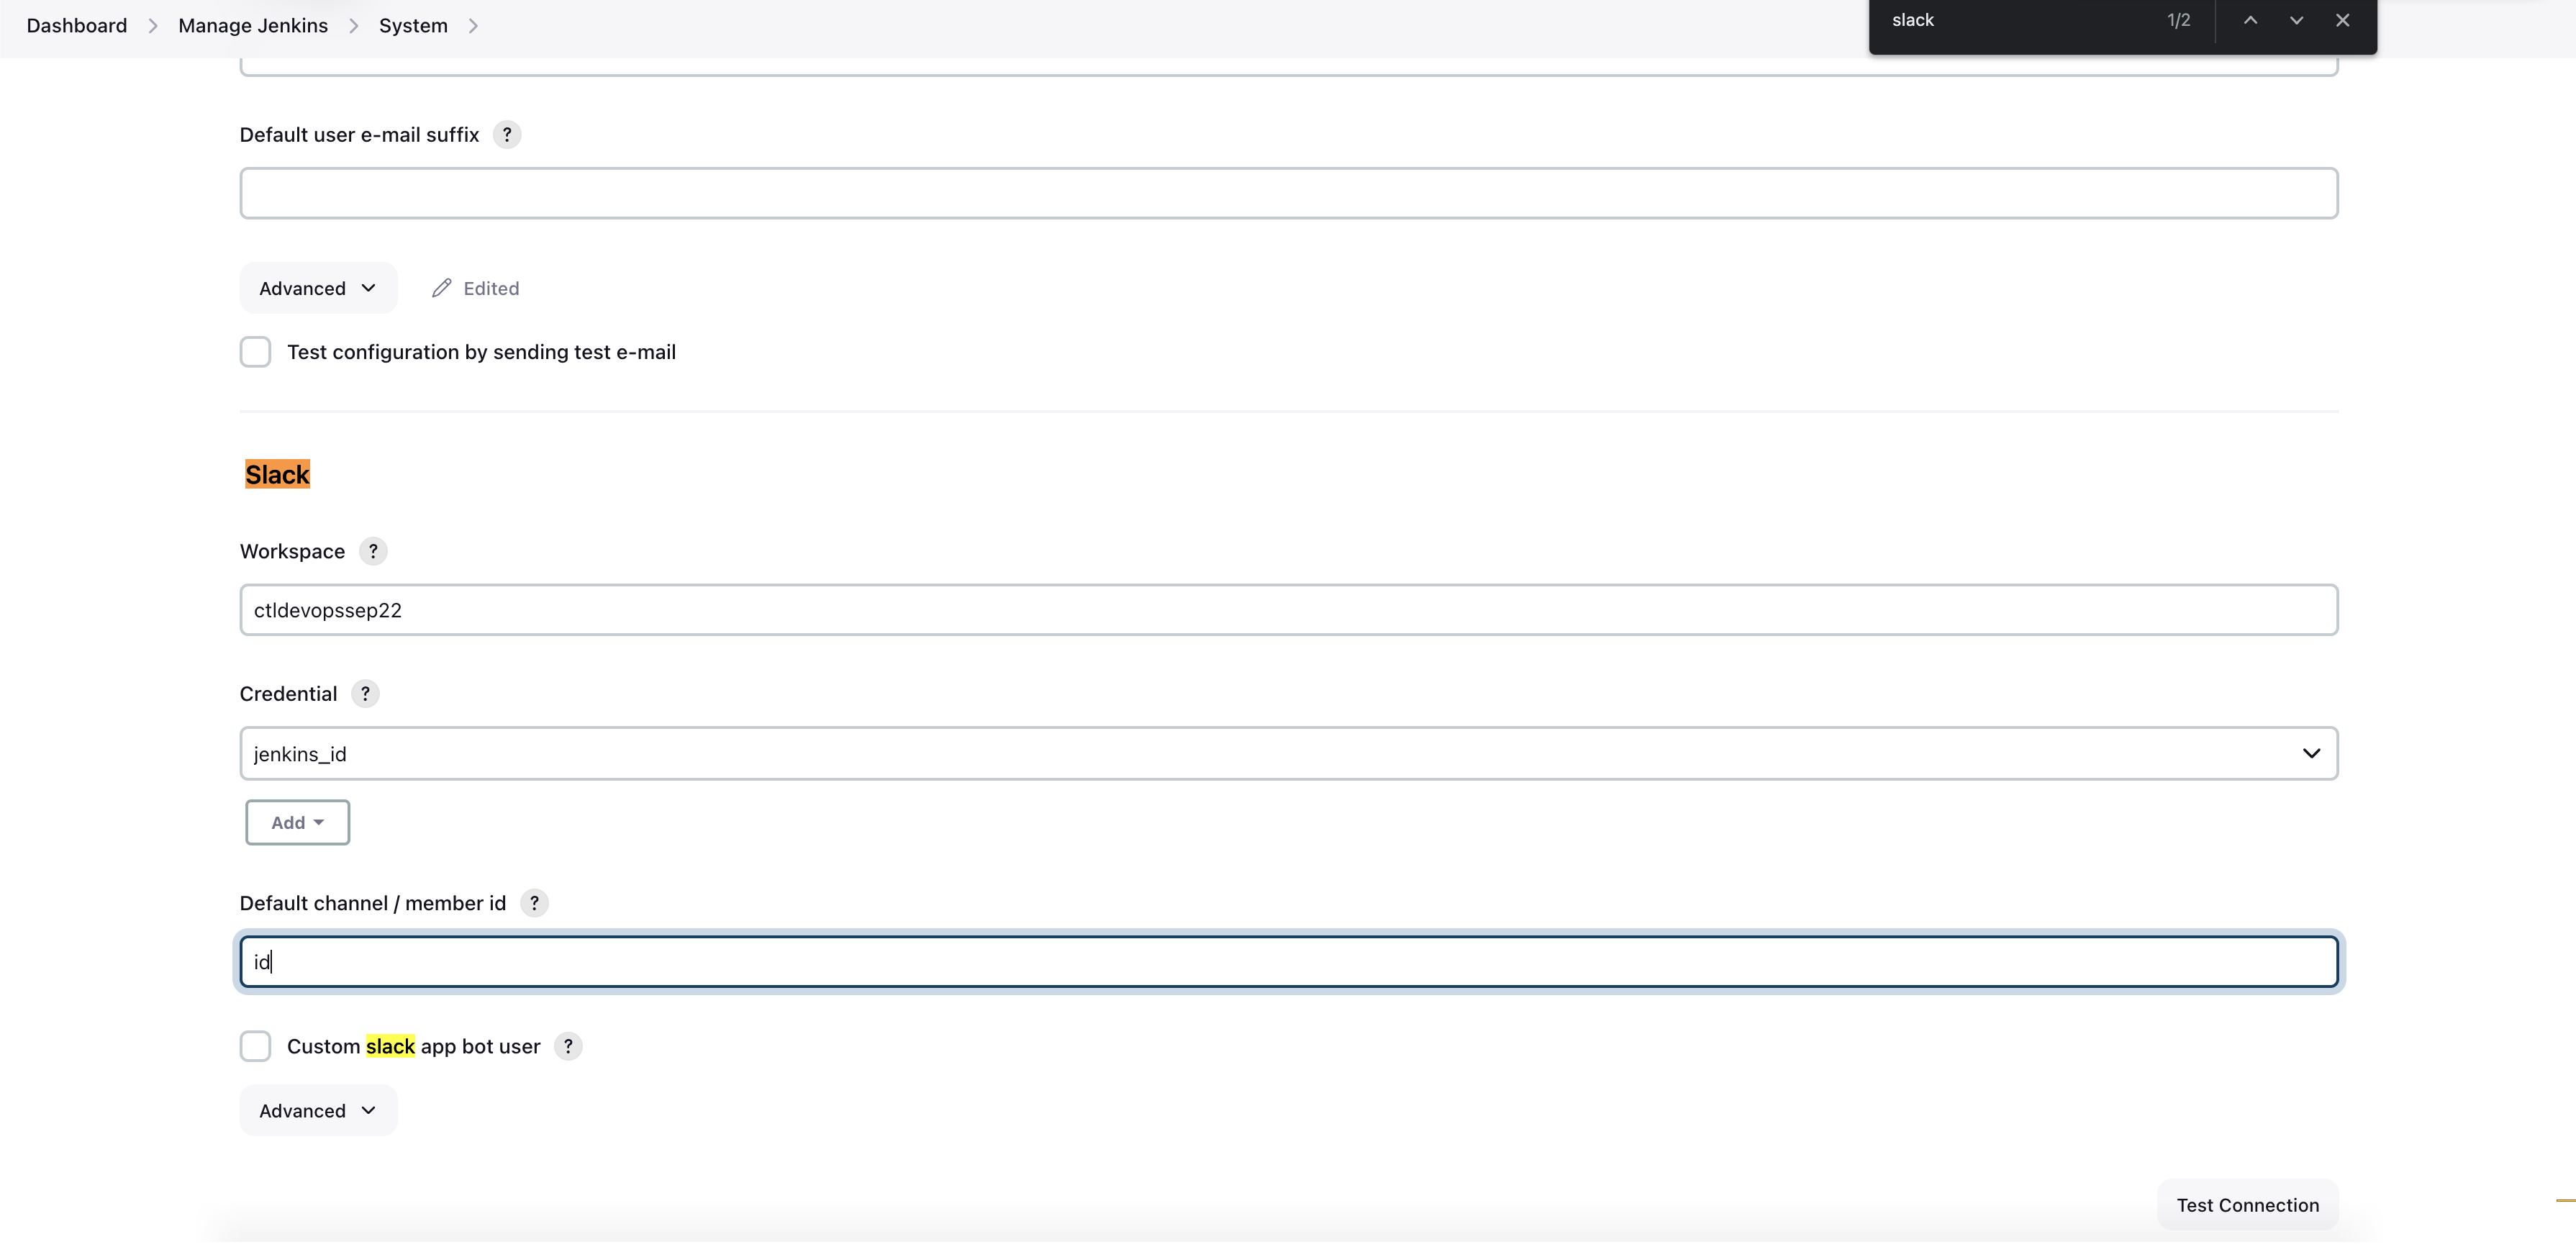 Dashboard > Manage Jenkins > System >
slack 1/2
Default user e-mail suffix ?
Advanced Edited
Test configuration by sending test e-mail
Slack
Workspace ?
ctldevopssep22
Credential ?
jenkins_id
Add
Default channel / member id ?
id
Custom slack app bot user ?
Advanced
Test Connection